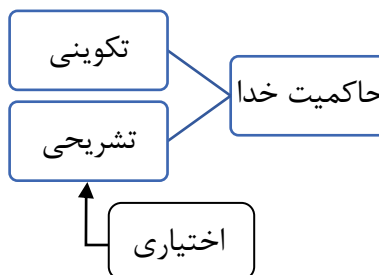 حاکمیت خدا
تکوینی
تشریحی
اختیاری